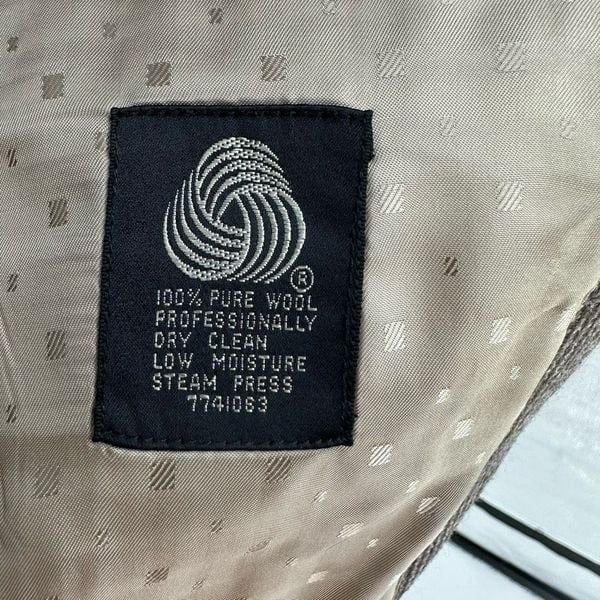 ®
100% PURE WOOL
PROFESSIONALLY
DRY CLEAN
LOW MOISTURE
STEAM PRESS
7741063